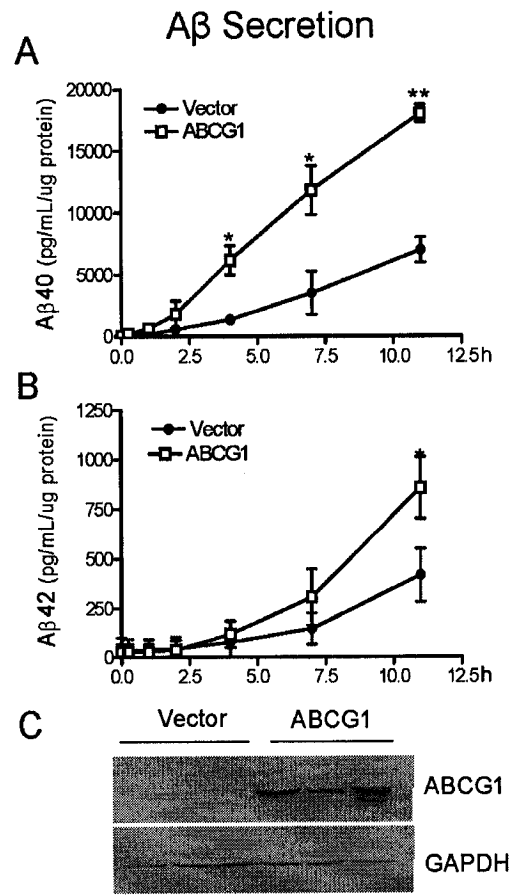 Aβ Secretion
A
Aβ40 (pg/mL/ug protein)
20000
15000
10000
5000
0
Vector
ABCG1
*
*
**
0.0 2.5 5.0 7.5 10.0 12.5h
B
Aβ42 (pg/mL/ug protein)
1250
1000
750
500
250
0
Vector
ABCG1
*
0.0 2.5 5.0 7.5 10.0 12.5h
C
Vector ABCG1
ABCG1
GAPDH